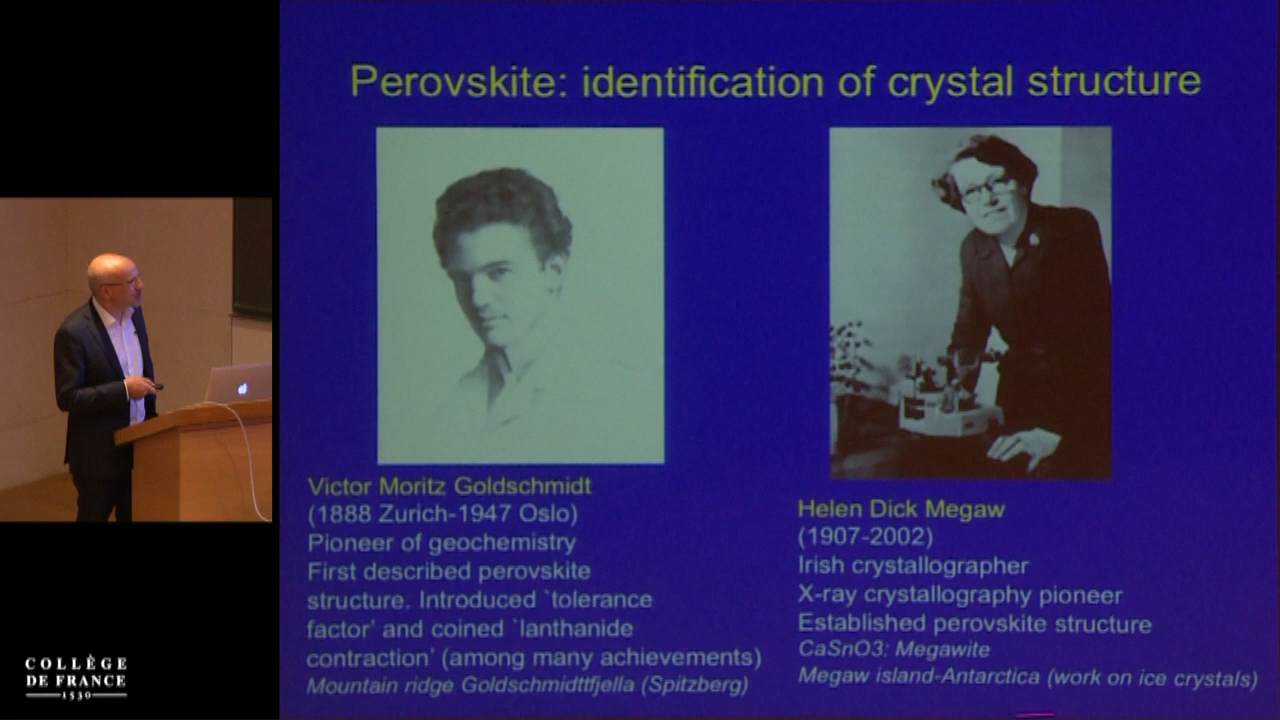 Perovskite: identification of crystal structure
Victor Moritz Goldschmidt
(1888 Zurich-1947 Oslo)
Pioneer of geochemistry
First described perovskite
structure. Introduced `tolerance
factor' and coined `lanthanide
contraction' (among many achievements)
Mountain ridge Goldschmidttfjella (Spitzberg)
Helen Dick Megaw
(1907-2002)
Irish crystallographer
X-ray crystallography pioneer
Established perovskite structure
CaSnO3: Megawite
Megaw island-Antarctica (work on ice crystals)
COLLÈGE
DE FRANCE
1530